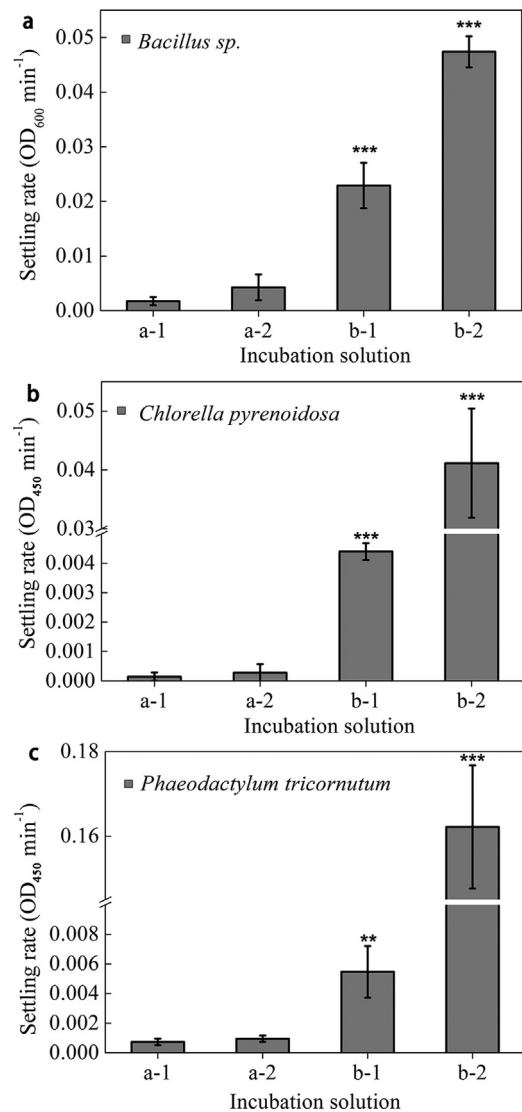 a
Bacillus sp.
Settling rate (OD600 min-1)
0.05
0.04
0.03
0.02
0.01
0.00
***
***
a-1 a-2 b-1 b-2
Incubation solution
b
Chlorella pyrenoidosa
Settling rate (OD450 min-1)
0.05
0.04
0.03
0.004
0.003
0.002
0.001
0.000
***
***
a-1 a-2 b-1 b-2
Incubation solution
c
Phaeodactylum tricornutum
Settling rate (OD450 min-1)
0.18
0.16
0.008
0.006
0.004
0.002
0.000
**
***
a-1 a-2 b-1 b-2
Incubation solution